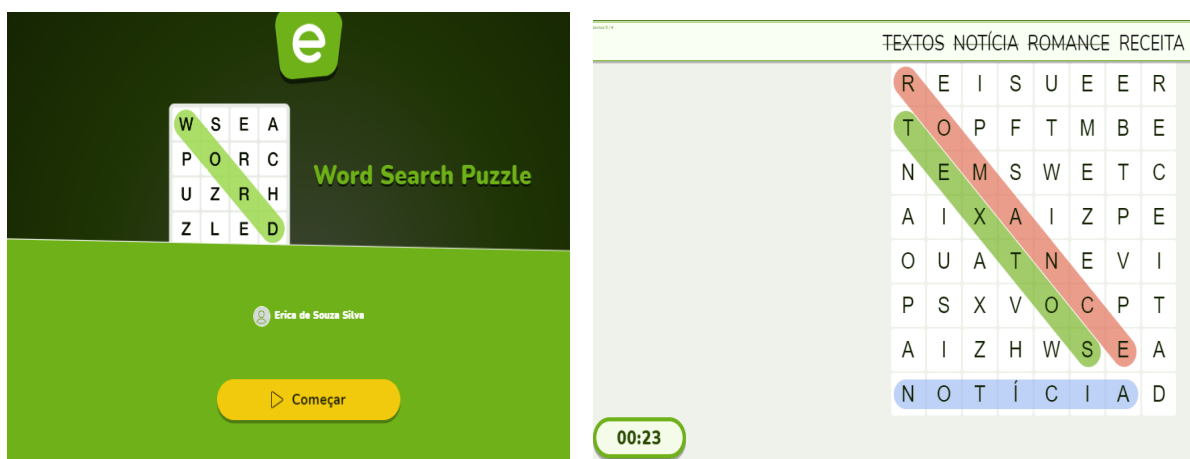 e
W S E A
P O R C
U Z R H
Z L E D
Word Search Puzzle
Erica de Souza Silva
Começar
TEXTOS NOTÍCIA ROMANCE RECEITA
R E I S U E E R
T O P F T M B E
N E M S W E T C
A I X A I Z P E
O U A T N E V I
P S X V O C P T
A I Z H W S E A
N O T Í C I A D
00:23